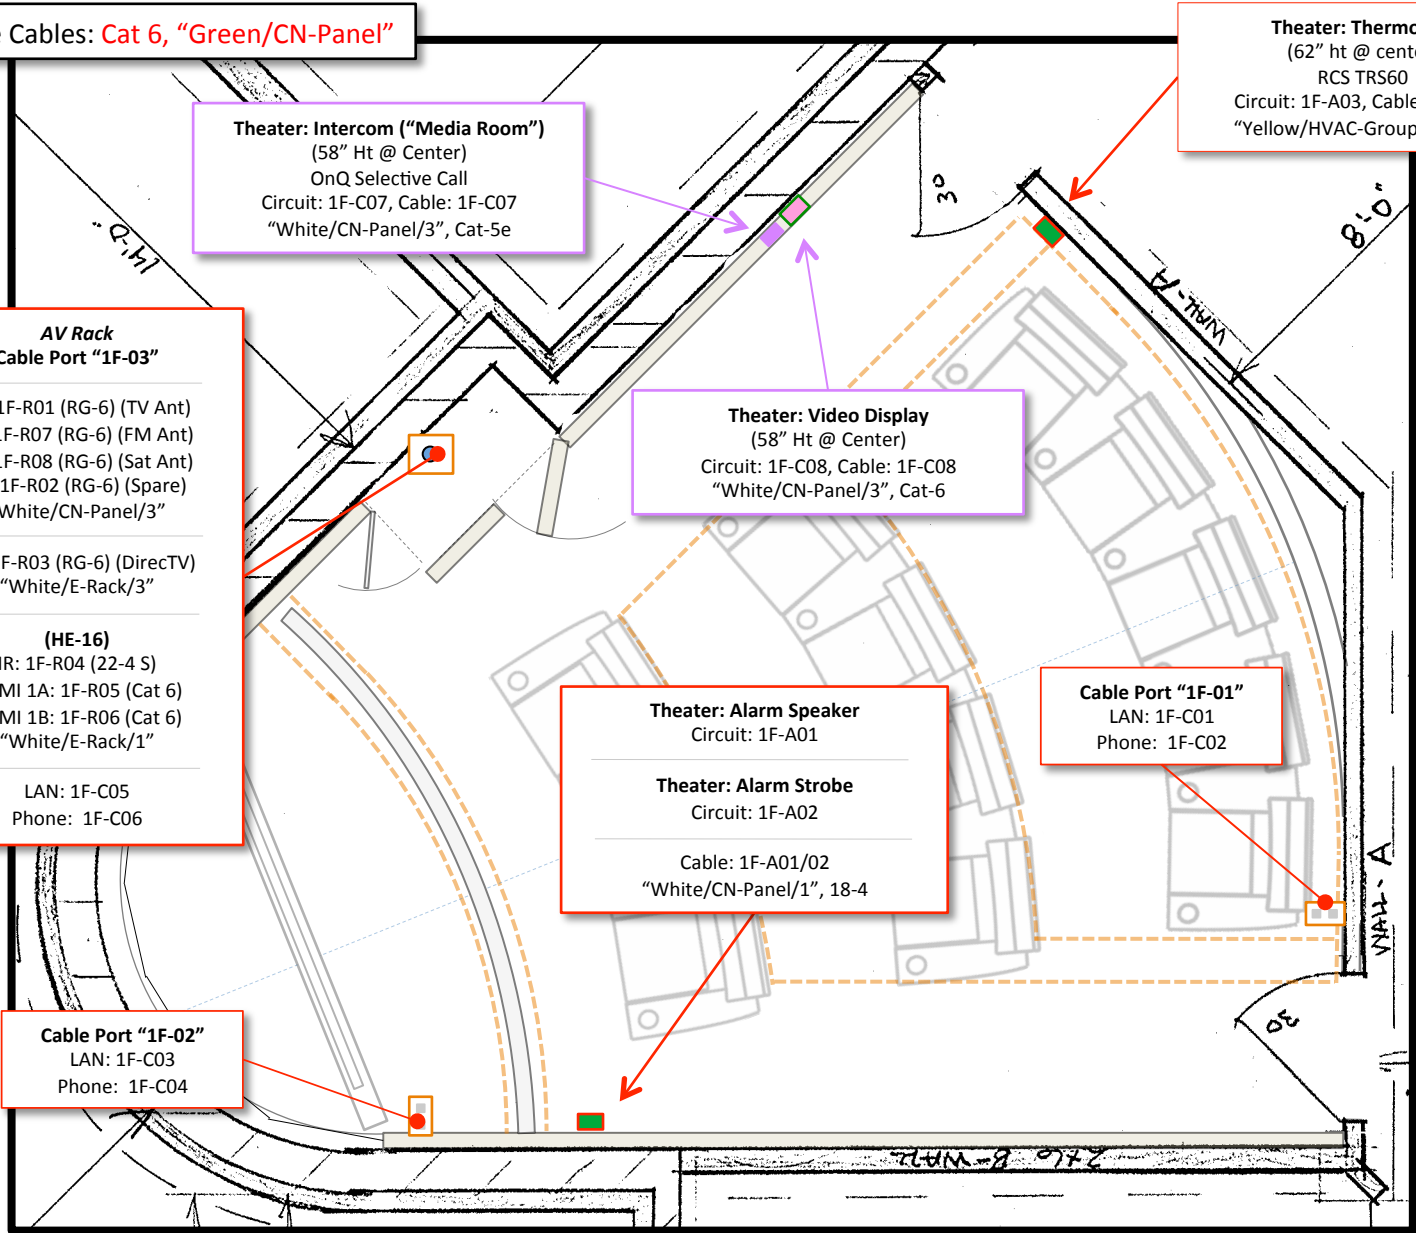 Cables: Cat 6, “Green/CN-Panel”
Theater: Thermo
(62” ht @ cente
RCS TRS60
Circuit: 1F-A03, Cable
“Yellow/HVAC-Group
Theater: Intercom (“Media Room”)
(58” Ht @ Center)
OnQ Selective Call
Circuit: 1F-C07, Cable: 1F-C07
“White/CN-Panel/3”, Cat-5e
14'-0"
30
8'-0"
WALL-A
AV Rack
Cable Port “1F-03”
1F-R01 (RG-6) (TV Ant)
1F-R07 (RG-6) (FM Ant)
1F-R08 (RG-6) (Sat Ant)
1F-R02 (RG-6) (Spare)
White/CN-Panel/3”
F-R03 (RG-6) (DirecTV)
“White/E-Rack/3”
(HE-16)
IR: 1F-R04 (22-4 S)
MI 1A: 1F-R05 (Cat 6)
MI 1B: 1F-R06 (Cat 6)
“White/E-Rack/1”
LAN: 1F-C05
Phone: 1F-C06
Theater: Video Display
(58” Ht @ Center)
Circuit: 1F-C08, Cable: 1F-C08
“White/CN-Panel/3”, Cat-6
Theater: Alarm Speaker
Circuit: 1F-A01
Theater: Alarm Strobe
Circuit: 1F-A02
Cable: 1F-A01/02
“White/CN-Panel/1”, 18-4
Cable Port “1F-01”
LAN: 1F-C01
Phone: 1F-C02
WALL-A
30
Cable Port “1F-02”
LAN: 1F-C03
Phone: 1F-C04
2x6 B-WALL